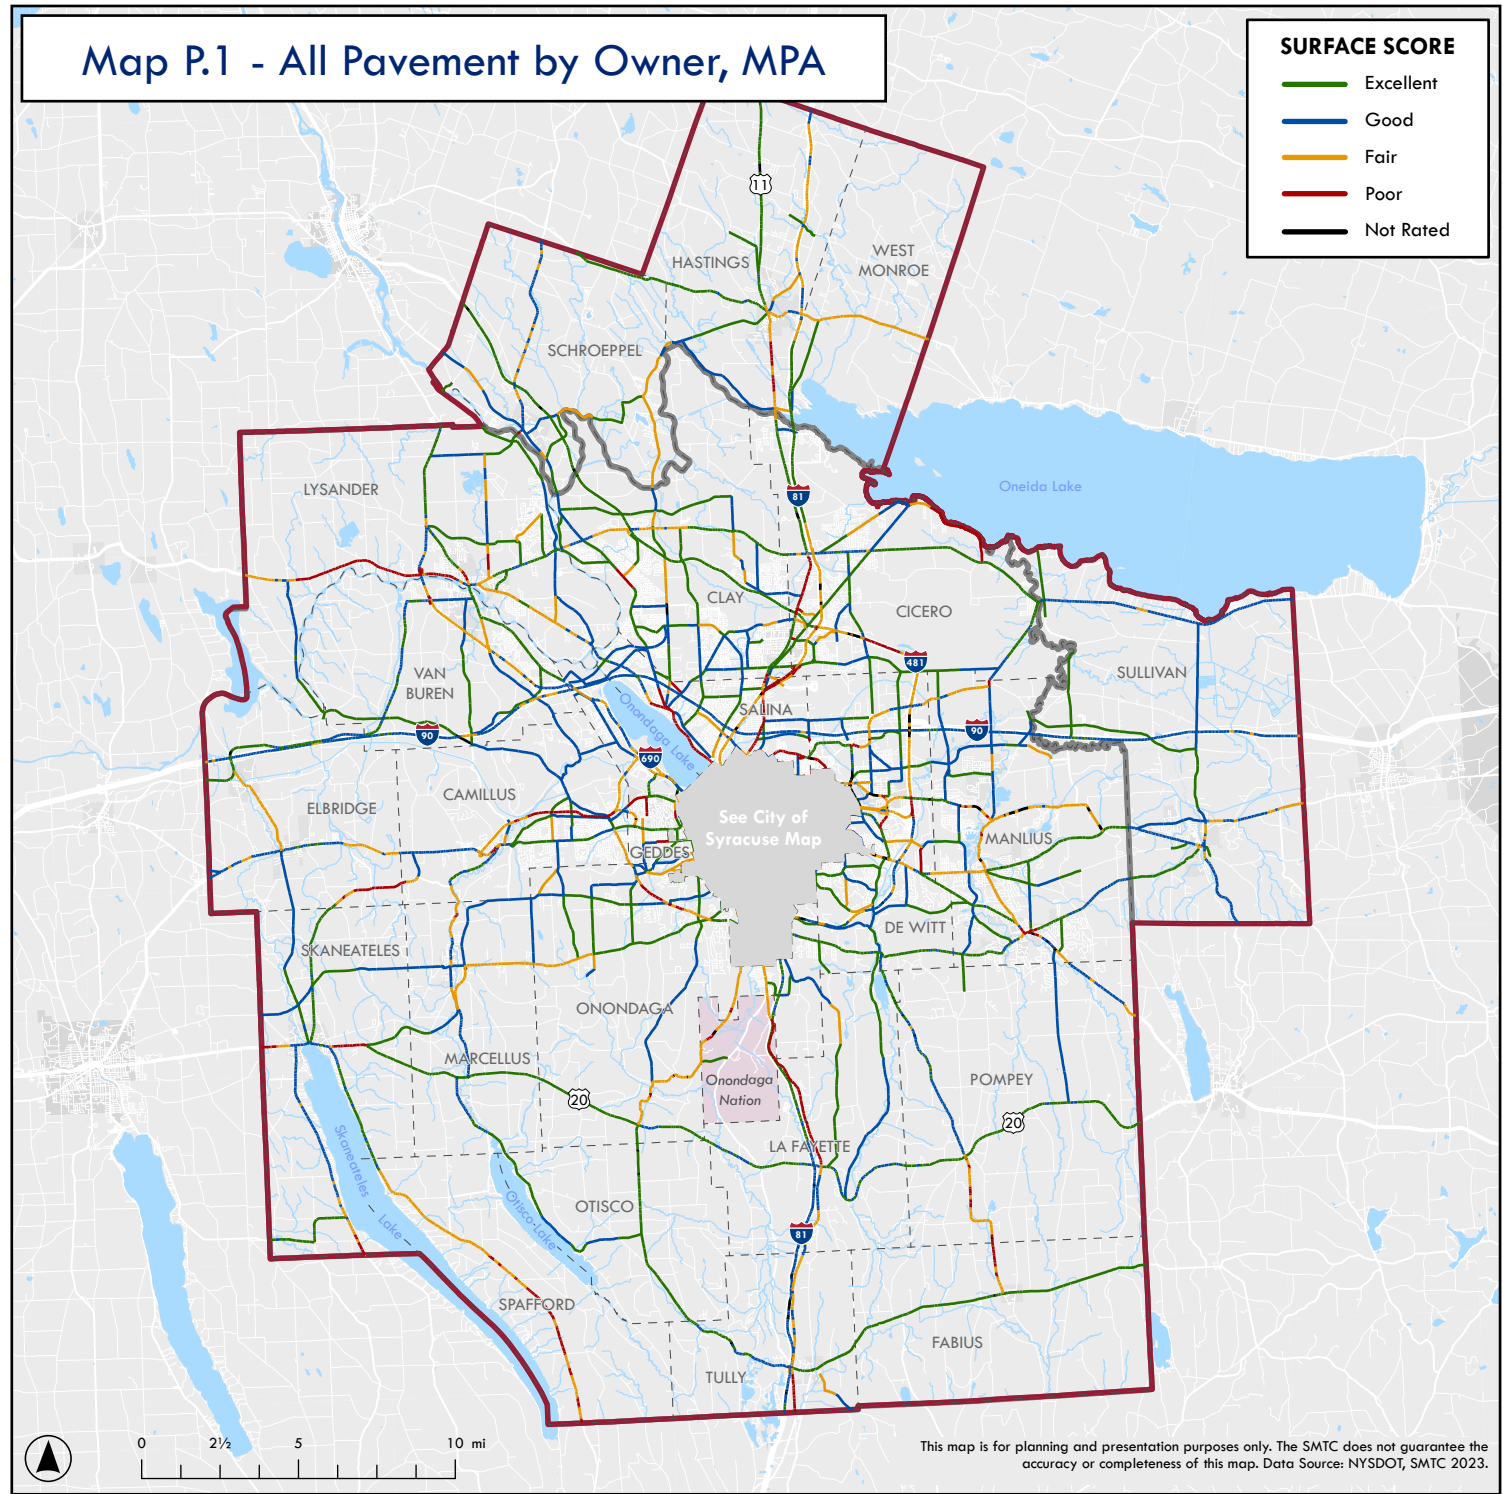 Map P.1 - All Pavement by Owner, MPA
SURFACE SCORE
Excellent
Good
Fair
Poor
Not Rated
11
HASTINGS
WEST
MONROE
SCHROEPPEL
LYSANDER
81
Oneida Lake
CLAY
CICERO
481
VAN
BUREN
SULLIVAN
Onondaga Lake
SALINA
90
90
690
ELBRIDGE
CAMILLUS
See City of
Syracuse Map
GEDDES
MANLIUS
SKANEATELES
DE WITT
ONONDAGA
MARCELLUS
Onondaga
Nation
POMPEY
20
20
Skaneateles
Lake
LA FAYETTE
Otisco Lake
OTISCO
81
SPAFFORD
FABIUS
TULLY
0 2½ 5 10 mi
This map is for planning and presentation purposes only. The SMTC does not guarantee the
accuracy or completeness of this map. Data Source: NYSDOT, SMTC 2023.